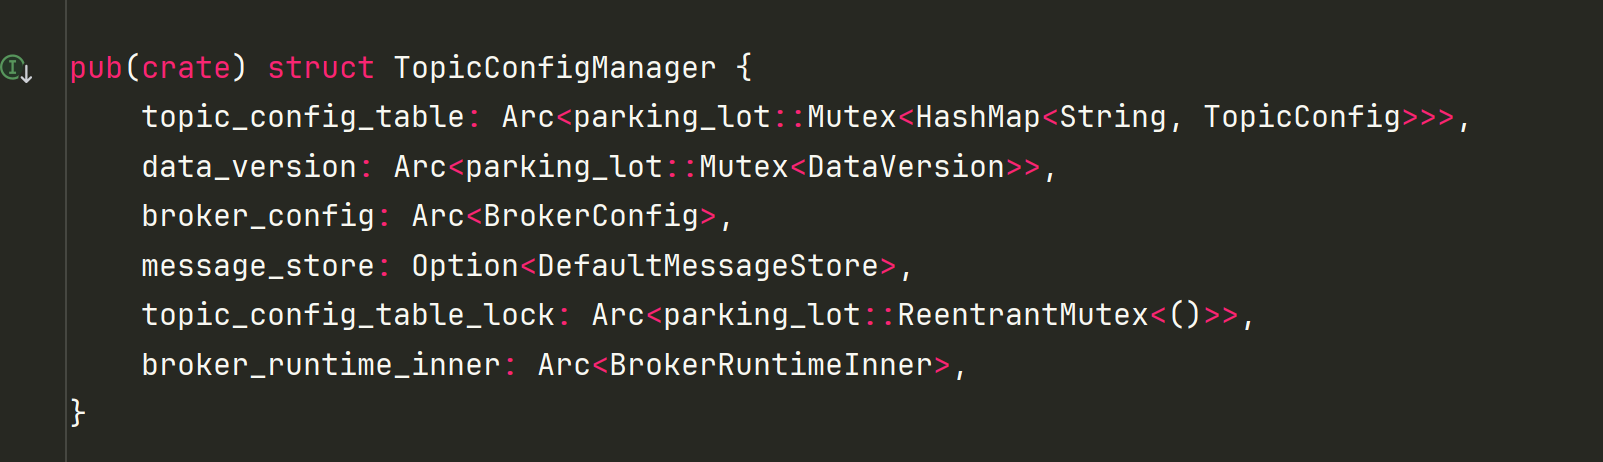 pub(crate) struct TopicConfigManager {
    topic_config_table: Arc<parking_lot::Mutex<HashMap<String, TopicConfig>>>,
    data_version: Arc<parking_lot::Mutex<DataVersion>>,
    broker_config: Arc<BrokerConfig>,
    message_store: Option<DefaultMessageStore>,
    topic_config_table_lock: Arc<parking_lot::ReentrantMutex<()>>,
    broker_runtime_inner: Arc<BrokerRuntimeInner>,
}